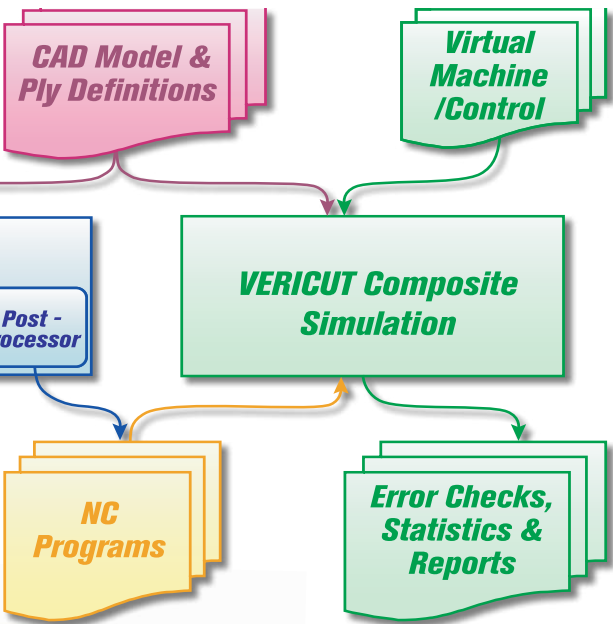 CAD Model &
Ply Definitions
Virtual
Machine
/Control
VERICUT Composite
Simulation
Post -
ocessor
NC
Programs
Error Checks,
Statistics &
Reports